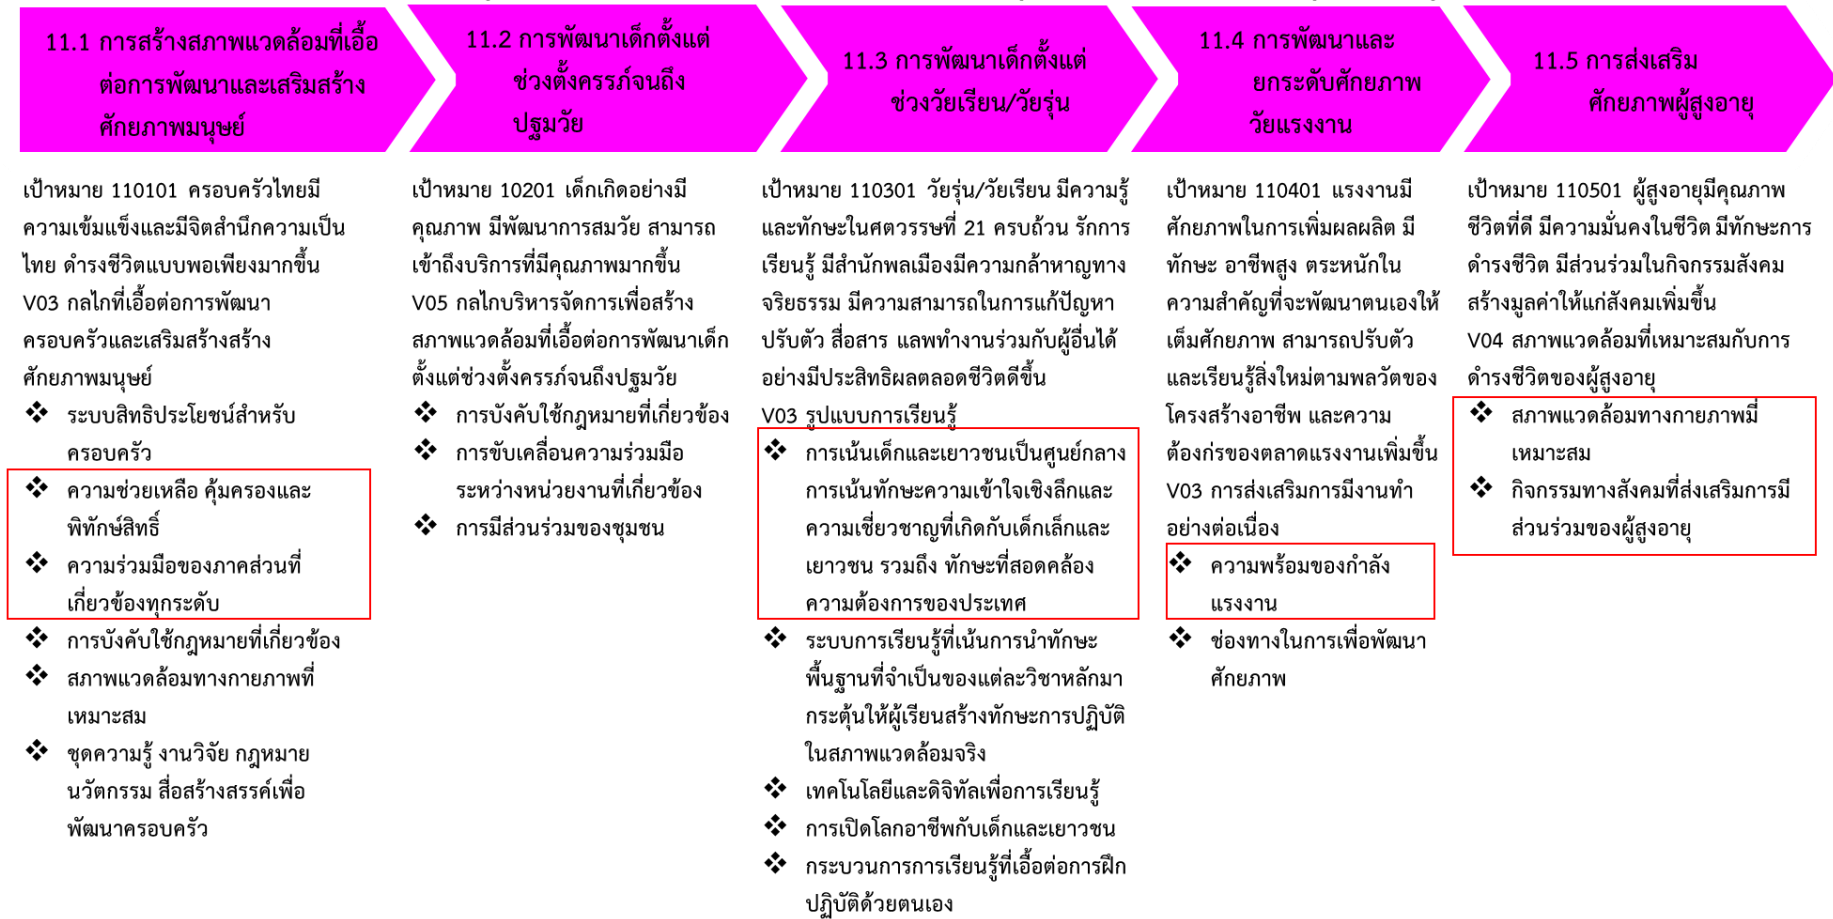 11.1 การสร้างสภาพแวดล้อมที่เอื้อ
ต่อการพัฒนาและเสริมสร้าง
ศักยภาพมนุษย์
11.2 การพัฒนาเด็กตั้งแต่
ช่วงตั้งครรภ์จนถึง
ปฐมวัย
11.3 การพัฒนาเด็กตั้งแต่
ช่วงวัยเรียน/วัยรุ่น
11.4 การพัฒนาและ
ยกระดับศักยภาพ
วัยแรงงาน
11.5 การส่งเสริม
ศักยภาพผู้สูงอายุ
เป้าหมาย 110101 ครอบครัวไทยมี
ความเข้มแข็งและมีจิตสำนึกความเป็น
ไทย ดำรงชีวิตแบบพอเพียงมากขึ้น
V03 กลไกที่เอื้อต่อการพัฒนา
ครอบครัวและเสริมสร้างสร้าง
ศักยภาพมนุษย์
❖ ระบบสิทธิประโยชน์สำหรับ
ครอบครัว
❖ ความช่วยเหลือ คุ้มครองและ
พิทักษ์สิทธิ์
❖ ความร่วมมือของภาคส่วนที่
เกี่ยวข้องทุกระดับ
❖ การบังคับใช้กฎหมายที่เกี่ยวข้อง
❖ สภาพแวดล้อมทางกายภาพที่
เหมาะสม
❖ ชุดความรู้ งานวิจัย กฎหมาย
นวัตกรรม สื่อสร้างสรรค์เพื่อ
พัฒนาครอบครัว
เป้าหมาย 10201 เด็กเกิดอย่างมี
คุณภาพ มีพัฒนาการสมวัย สามารถ
เข้าถึงบริการที่มีคุณภาพมากขึ้น
V05 กลไกบริหารจัดการเพื่อสร้าง
สภาพแวดล้อมที่เอื้อต่อการพัฒนาเด็ก
ตั้งแต่ช่วงตั้งครรภ์จนถึงปฐมวัย
❖ การบังคับใช้กฎหมายที่เกี่ยวข้อง
❖ การขับเคลื่อนความร่วมมือ
ระหว่างหน่วยงานที่เกี่ยวข้อง
❖ การมีส่วนร่วมของชุมชน
เป้าหมาย 110301 วัยรุ่น/วัยเรียน มีความรู้
และทักษะในศตวรรษที่ 21 ครบถ้วน รักการ
เรียนรู้ มีสำนักพลเมืองมีความกล้าหาญทาง
จริยธรรม มีความสามารถในการแก้ปัญหา
ปรับตัว สื่อสาร แลพทำงานร่วมกับผู้อื่นได้
อย่างมีประสิทธิผลตลอดชีวิตดีขึ้น
V03 รูปแบบการเรียนรู้
❖ การเน้นเด็กและเยาวชนเป็นศูนย์กลาง
การเน้นทักษะความเข้าใจเชิงลึกและ
ความเชี่ยวชาญที่เกิดกับเด็กเล็กและ
เยาวชน รวมถึง ทักษะที่สอดคล้อง
ความต้องการของประเทศ
❖ ระบบการเรียนรู้ที่เน้นการนำทักษะ
พื้นฐานที่จำเป็นของแต่ละวิชาหลักมา
กระตุ้นให้ผู้เรียนสร้างทักษะการปฏิบัติ
ในสภาพแวดล้อมจริง
❖ เทคโนโลยีและดิจิทัลเพื่อการเรียนรู้
❖ การเปิดโลกอาชีพกับเด็กและเยาวชน
❖ กระบวนการการเรียนรู้ที่เอื้อต่อการฝึก
ปฏิบัติด้วยตนเอง
เป้าหมาย 110401 แรงงานมี
ศักยภาพในการเพิ่มผลผลิต มี
ทักษะ อาชีพสูง ตระหนักใน
ความสำคัญที่จะพัฒนาตนเองให้
เต็มศักยภาพ สามารถปรับตัว
และเรียนรู้สิ่งใหม่ตามพลวัตของ
โครงสร้างอาชีพ และความ
ต้องก่รของตลาดแรงงานเพิ่มขึ้น
V03 การส่งเสริมการมีงานทำ
อย่างต่อเนื่อง
❖ ความพร้อมของกำลัง
แรงงาน
❖ ช่องทางในการเพื่อพัฒนา
ศักยภาพ
เป้าหมาย 110501 ผู้สูงอายุมีคุณภาพ
ชีวิตที่ดี มีความมั่นคงในชีวิต มีทักษะการ
ดำรงชีวิต มีส่วนร่วมในกิจกรรมสังคม
สร้างมูลค่าให้แก่สังคมเพิ่มขึ้น
V04 สภาพแวดล้อมที่เหมาะสมกับการ
ดำรงชีวิตของผู้สูงอายุ
❖ สภาพแวดล้อมทางกายภาพมี่
เหมาะสม
❖ กิจกรรมทางสังคมที่ส่งเสริมการมี
ส่วนร่วมของผู้สูงอายุ